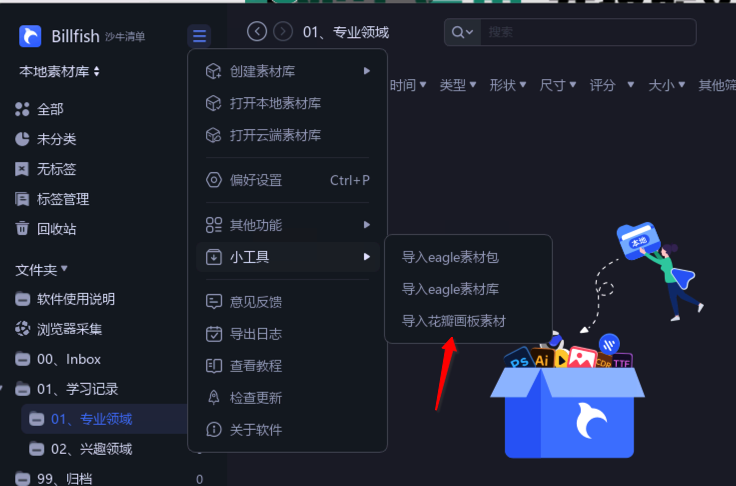 Billfish 沙牛清单
01、专业领域
搜索
本地素材库
时间 类型 形状 尺寸 评分 大小 其他筛
全部
未分类
无标签
标签管理
回收站
文件夹
软件使用说明
浏览器采集
00、Inbox
01、学习记录
01、专业领域
02、兴趣领域
99、归档 0
创建素材库
打开本地素材库
打开云端素材库
偏好设置 Ctrl+P
其他功能
小工具
意见反馈
导出日志
查看教程
检查更新
关于软件
导入eagle素材包
导入eagle素材库
导入花瓣画板素材
本地
Ps Ai CDR TTF